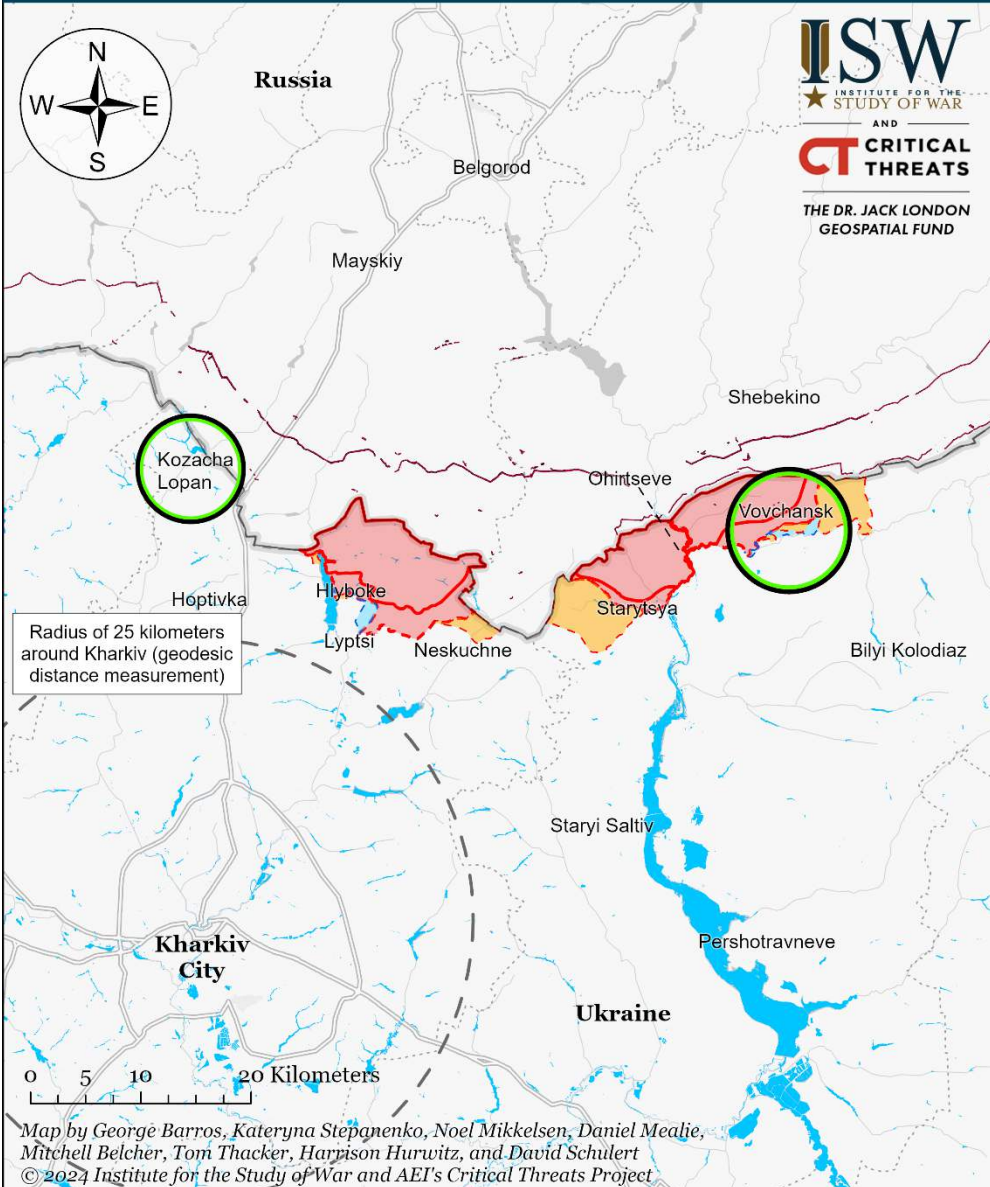 N
W
E
S
Russia
ISW
INSTITUTE FOR THE
STUDY OF WAR
AND
CT CRITICAL
THREATS
THE DR. JACK LONDON
GEOSPATIAL FUND
Belgorod
Mayskiy
Shebekino
Kozacha
Lopan
Ohirtseve
Vovchansk
Hoptivka
Hlyboke
Starytsya
Lyptsi
Neskuchne
Bilyi Kolodiaz
Radius of 25 kilometers
around Kharkiv (geodesic
distance measurement)
Staryi Saltiv
Pershotravneve
Kharkiv
City
Ukraine
0 5 10 20 Kilometers
Map by George Barros, Kateryna Stepanenko, Noel Mikkelsen, Daniel Mealie,
Mitchell Belcher, Tom Thacker, Harrison Hurwitz, and David Schulert
© 2024 Institute for the Study of War and AEI's Critical Threats Project